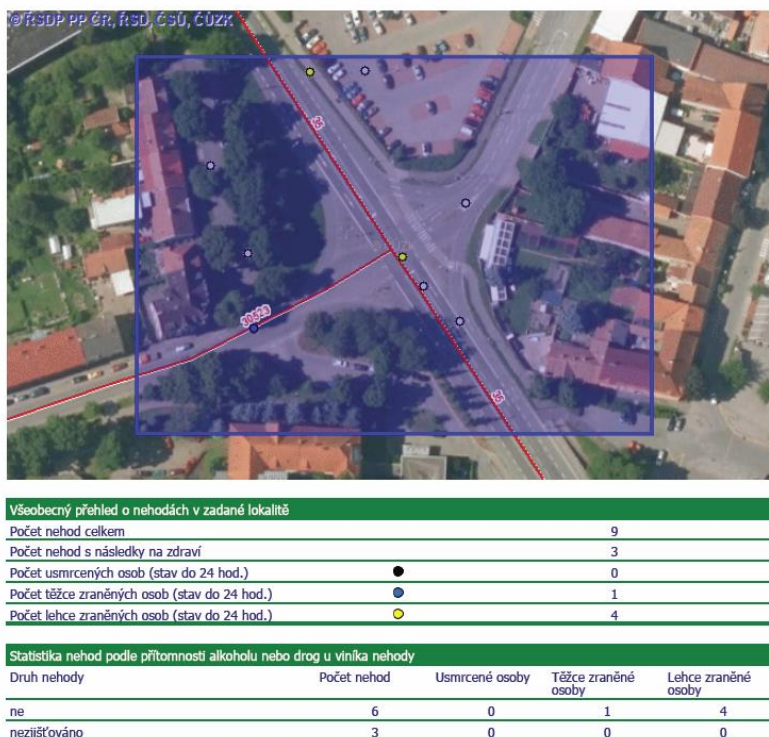 © ŘSDP PP ČR, ŘSD, ČSÚ, ČÚZK
35
30523
35
Všeobecný přehled o nehodách v zadané lokalitě
Počet nehod celkem 9
Počet nehod s následky na zdraví 3
Počet usmrcených osob (stav do 24 hod.) 0
Počet těžce zraněných osob (stav do 24 hod.) 1
Počet lehce zraněných osob (stav do 24 hod.) 4
Statistika nehod podle přítomnosti alkoholu nebo drog u viníka nehody
Druh nehody Počet nehod Usmrcené osoby Těžce zraněné osoby Lehce zraněné osoby
ne 6 0 1 4
nezjišťováno 3 0 0 0